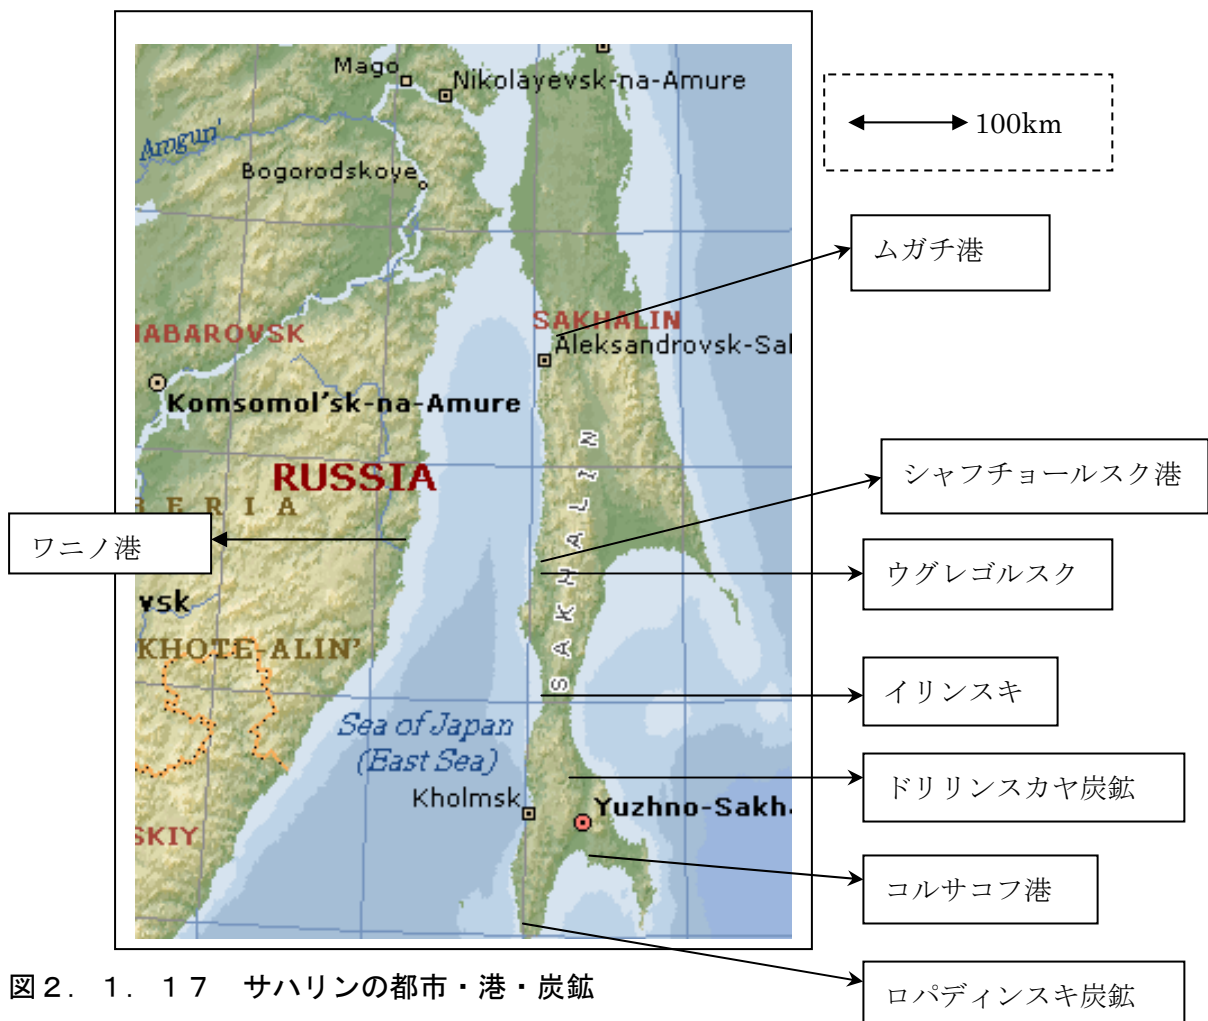 Mago
Nikolayevsk-na-Amure
Amgun'
Bogorodskoye
100km
ムガチ港
HABAROVSK
SAKHALIN
Aleksandrovsk-Sal
Komsomol'sk-na-Amure
RUSSIA
B E R I A
S A K H A L I N
シャフチョールスク港
ワニノ港
ウグレゴルスク
vsk
KHOTE-ALIN'
イリンスキ
Sea of Japan
(East Sea)
ドリリンスカヤ炭鉱
Kholmsk
Yuzhno-Sakh
SKIY
コルサコフ港
ロパディンスキ炭鉱
図2.1.17 サハリンの都市・港・炭鉱